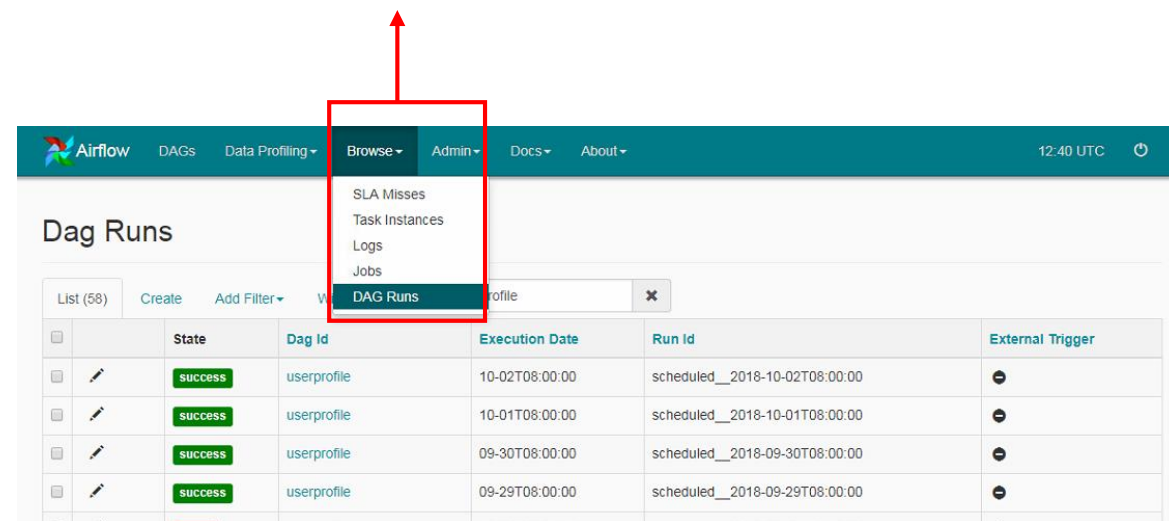 Airflow DAGs Data Profiling Browse Admin Docs About 12:40 UTC
SLA Misses
Task Instances
Logs
Jobs
DAG Runs
Dag Runs
List (58) Create Add Filter W rofile
State Dag Id Execution Date Run Id External Trigger
success userprofile 10-02T08:00:00 scheduled__2018-10-02T08:00:00
success userprofile 10-01T08:00:00 scheduled__2018-10-01T08:00:00
success userprofile 09-30T08:00:00 scheduled__2018-09-30T08:00:00
success userprofile 09-29T08:00:00 scheduled__2018-09-29T08:00:00